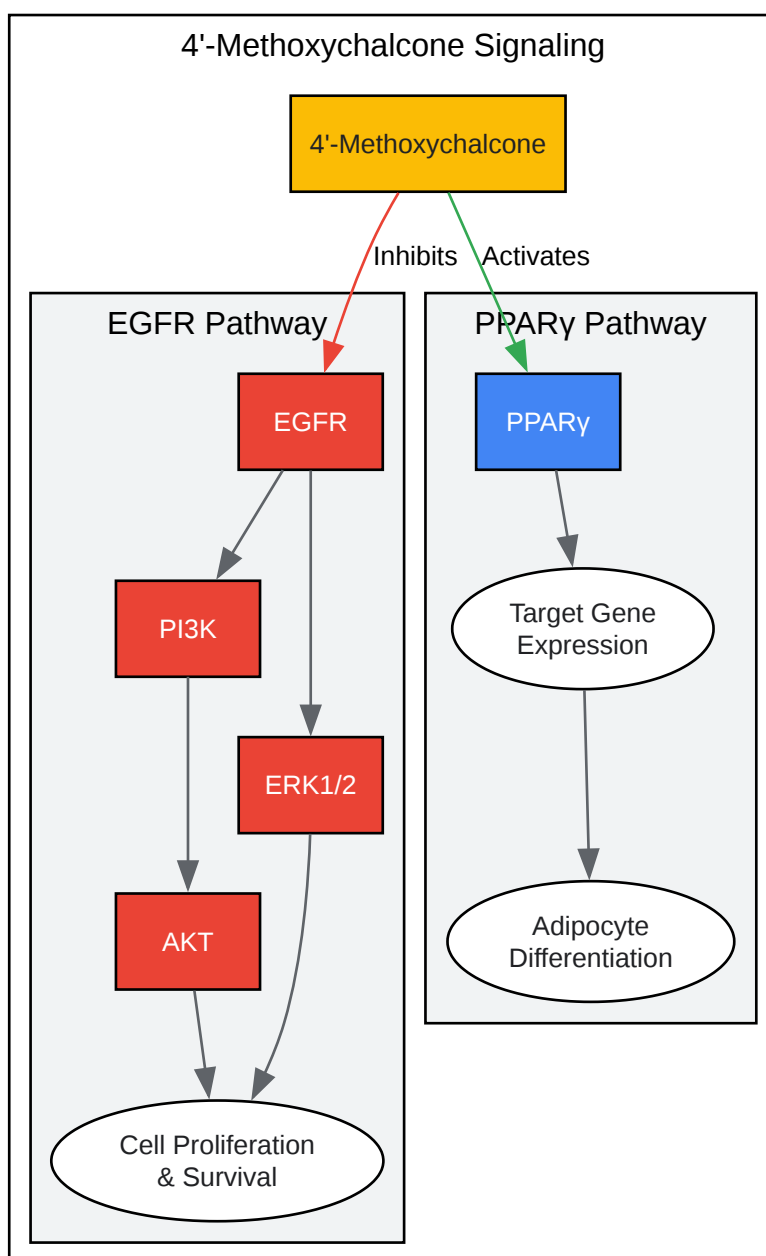 4'-Methoxychalcone Signaling
4'-Methoxychalcone
Inhibits
Activates
EGFR Pathway
PPARγ Pathway
EGFR
PPARγ
PI3K
Target Gene
Expression
ERK1/2
AKT
Adipocyte
Differentiation
Cell Proliferation
& Survival